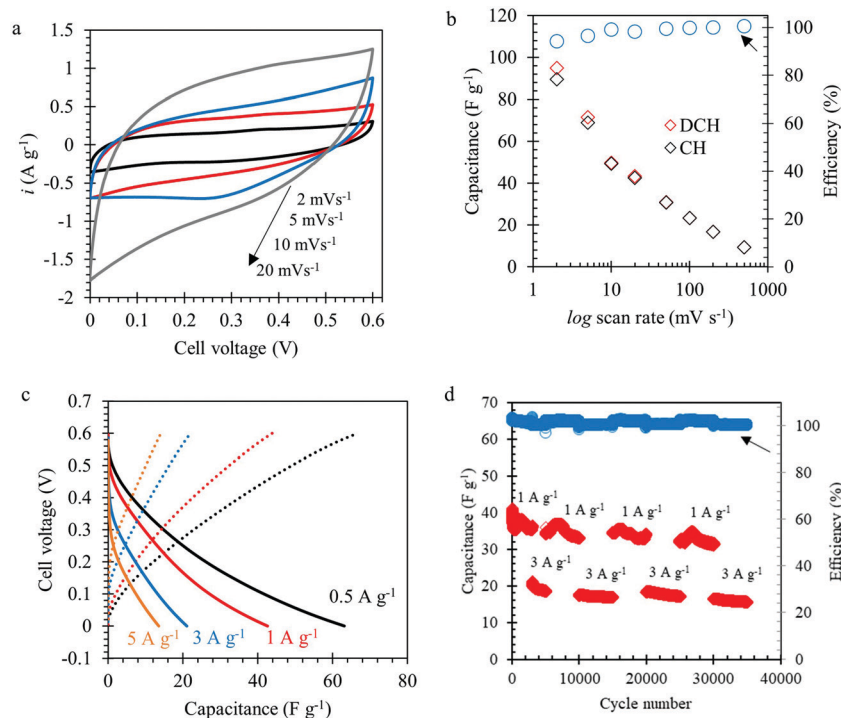 a
1.5
1
0.5
0
-0.5
-1
-1.5
-2
i (A g⁻¹)
2 mVs⁻¹
5 mVs⁻¹
10 mVs⁻¹
20 mVs⁻¹
0 0.1 0.2 0.3 0.4 0.5 0.6
Cell voltage (V)
b
120
100
80
60
40
20
0
Capacitance (F g⁻¹)
DCH
CH
100
80
60
40
20
0
Efficiency (%)
1 10 100 1000
log scan rate (mV s⁻¹)
c
0.7
0.6
0.5
0.4
0.3
0.2
0.1
0
-0.1
Cell voltage (V)
0.5 A g⁻¹
5 A g⁻¹ 3 A g⁻¹ 1 A g⁻¹
0 20 40 60 80
Capacitance (F g⁻¹)
d
70
60
50
40
30
20
10
0
Capacitance (F g⁻¹)
1 A g⁻¹ 1 A g⁻¹ 1 A g⁻¹ 1 A g⁻¹
3 A g⁻¹ 3 A g⁻¹ 3 A g⁻¹ 3 A g⁻¹
100
80
60
40
20
0
Efficiency (%)
0 10000 20000 30000 40000
Cycle number